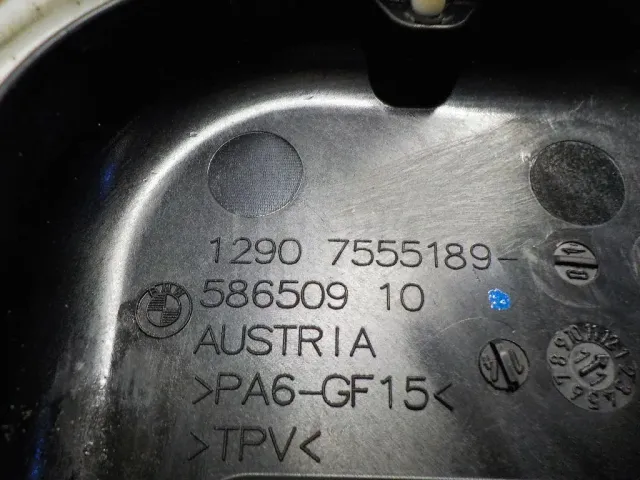 1290 7555189-
586509 10
AUSTRIA
>PA6-GF15<
>TPV<